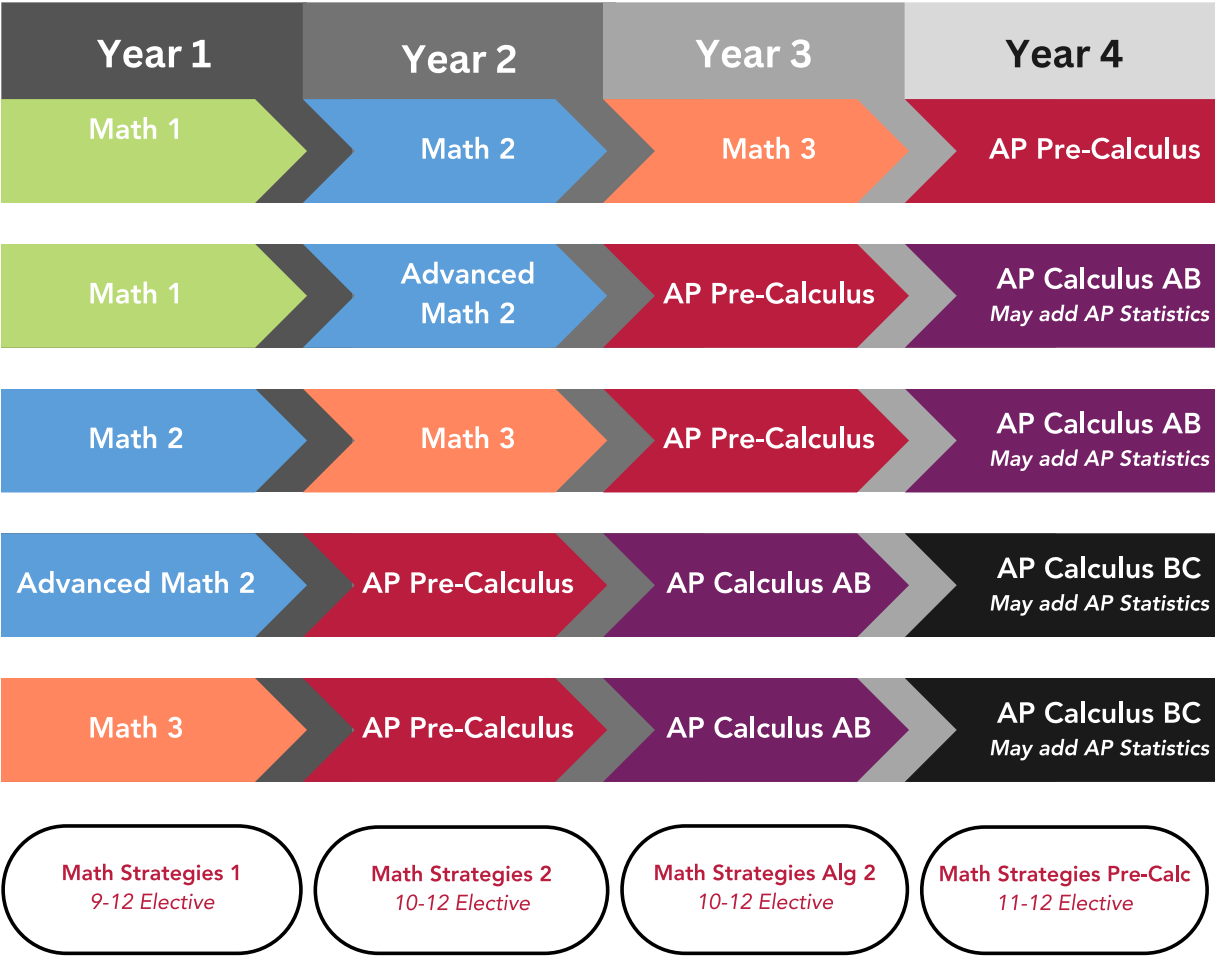 Year 1
Year 2
Year 3
Year 4
Math 1
Math 2
Math 3
AP Pre-Calculus
Math 1
Advanced
Math 2
AP Pre-Calculus
AP Calculus AB
May add AP Statistics
Math 2
Math 3
AP Pre-Calculus
AP Calculus AB
May add AP Statistics
Advanced Math 2
AP Pre-Calculus
AP Calculus AB
AP Calculus BC
May add AP Statistics
Math 3
AP Pre-Calculus
AP Calculus AB
AP Calculus BC
May add AP Statistics
Math Strategies 1
9-12 Elective
Math Strategies 2
10-12 Elective
Math Strategies Alg 2
10-12 Elective
Math Strategies Pre-Calc
11-12 Elective